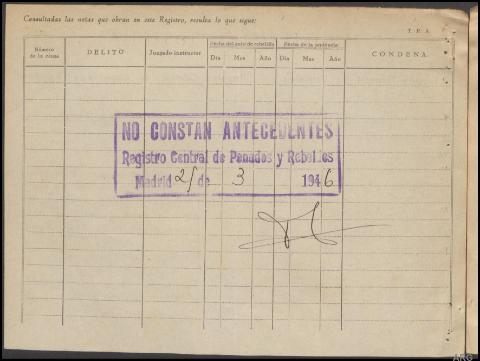 Consultadas las notas que obran en este Registro, resulta lo que sigue:
T. P. A.
Número de la causa
DELITO
Juzgado instructor
Fecha del auto de rebeldía
Día Mes Año
Fecha de la sentencia
Día Mes Año
CONDENA
NO CONSTAN ANTECEDENTES
Registro Central de Penados y Rebeldes
Madrid de 3 1946
ARG